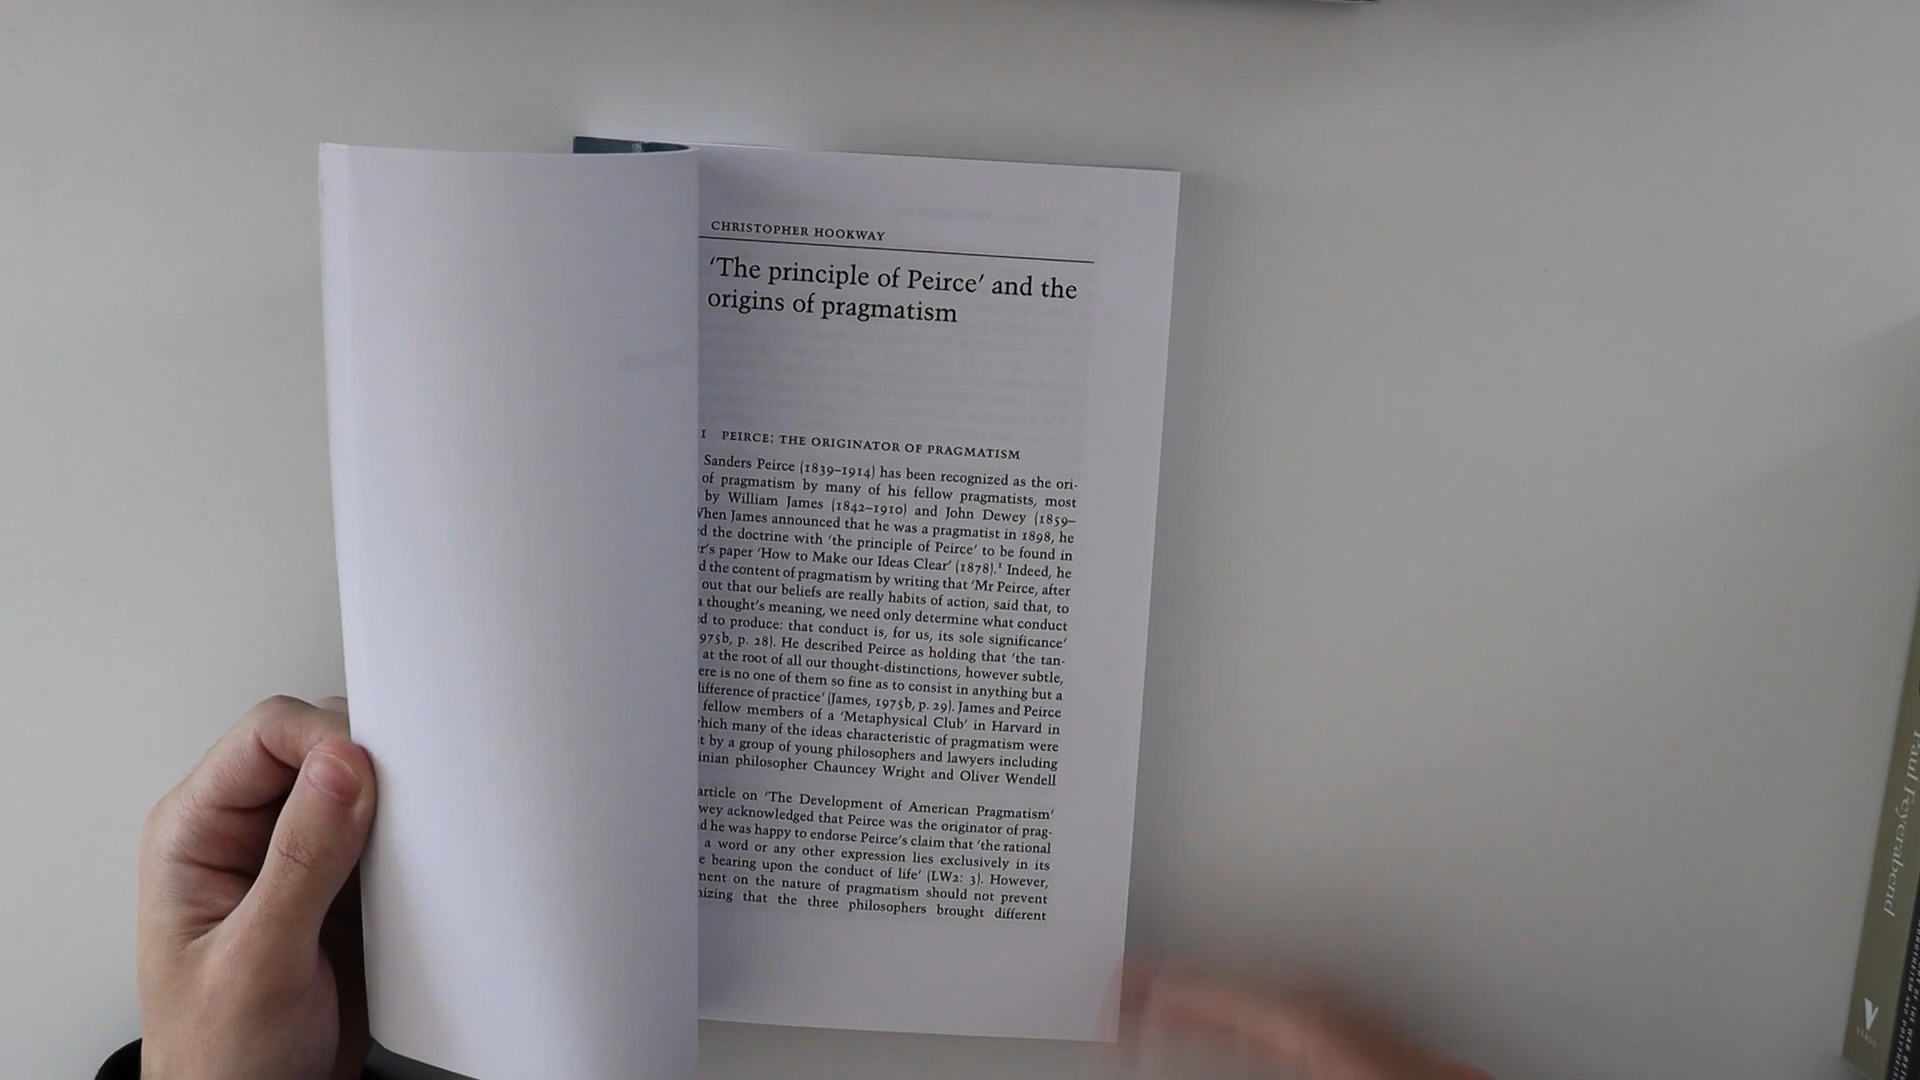 CHRISTOPHER HOOKWAY
'The principle of Peirce' and the
origins of pragmatism
I PEIRCE: THE ORIGINATOR OF PRAGMATISM
Sanders Peirce (1839–1914) has been recognized as the ori-
of pragmatism by many of his fellow pragmatists, most
by William James (1842–1910) and John Dewey (1859–
When James announced that he was a pragmatist in 1898, he
d the doctrine with 'the principle of Peirce' to be found in
r's paper 'How to Make our Ideas Clear' (1878).¹ Indeed, he
d the content of pragmatism by writing that 'Mr Peirce, after
out that our beliefs are really habits of action, said that, to
a thought's meaning, we need only determine what conduct
d to produce: that conduct is, for us, its sole significance'
975b, p. 28). He described Peirce as holding that 'the tan-
at the root of all our thought-distinctions, however subtle,
ere is no one of them so fine as to consist in anything but a
difference of practice' (James, 1975b, p. 29). James and Peirce
fellow members of a 'Metaphysical Club' in Harvard in
hich many of the ideas characteristic of pragmatism were
t by a group of young philosophers and lawyers including
inian philosopher Chauncey Wright and Oliver Wendell
article on 'The Development of American Pragmatism'
wey acknowledged that Peirce was the originator of prag-
d he was happy to endorse Peirce's claim that 'the rational
a word or any other expression lies exclusively in its
e bearing upon the conduct of life' (LW2: 3). However,
ment on the nature of pragmatism should not prevent
nizing that the three philosophers brought different
Paul Feyerabend
VERSO